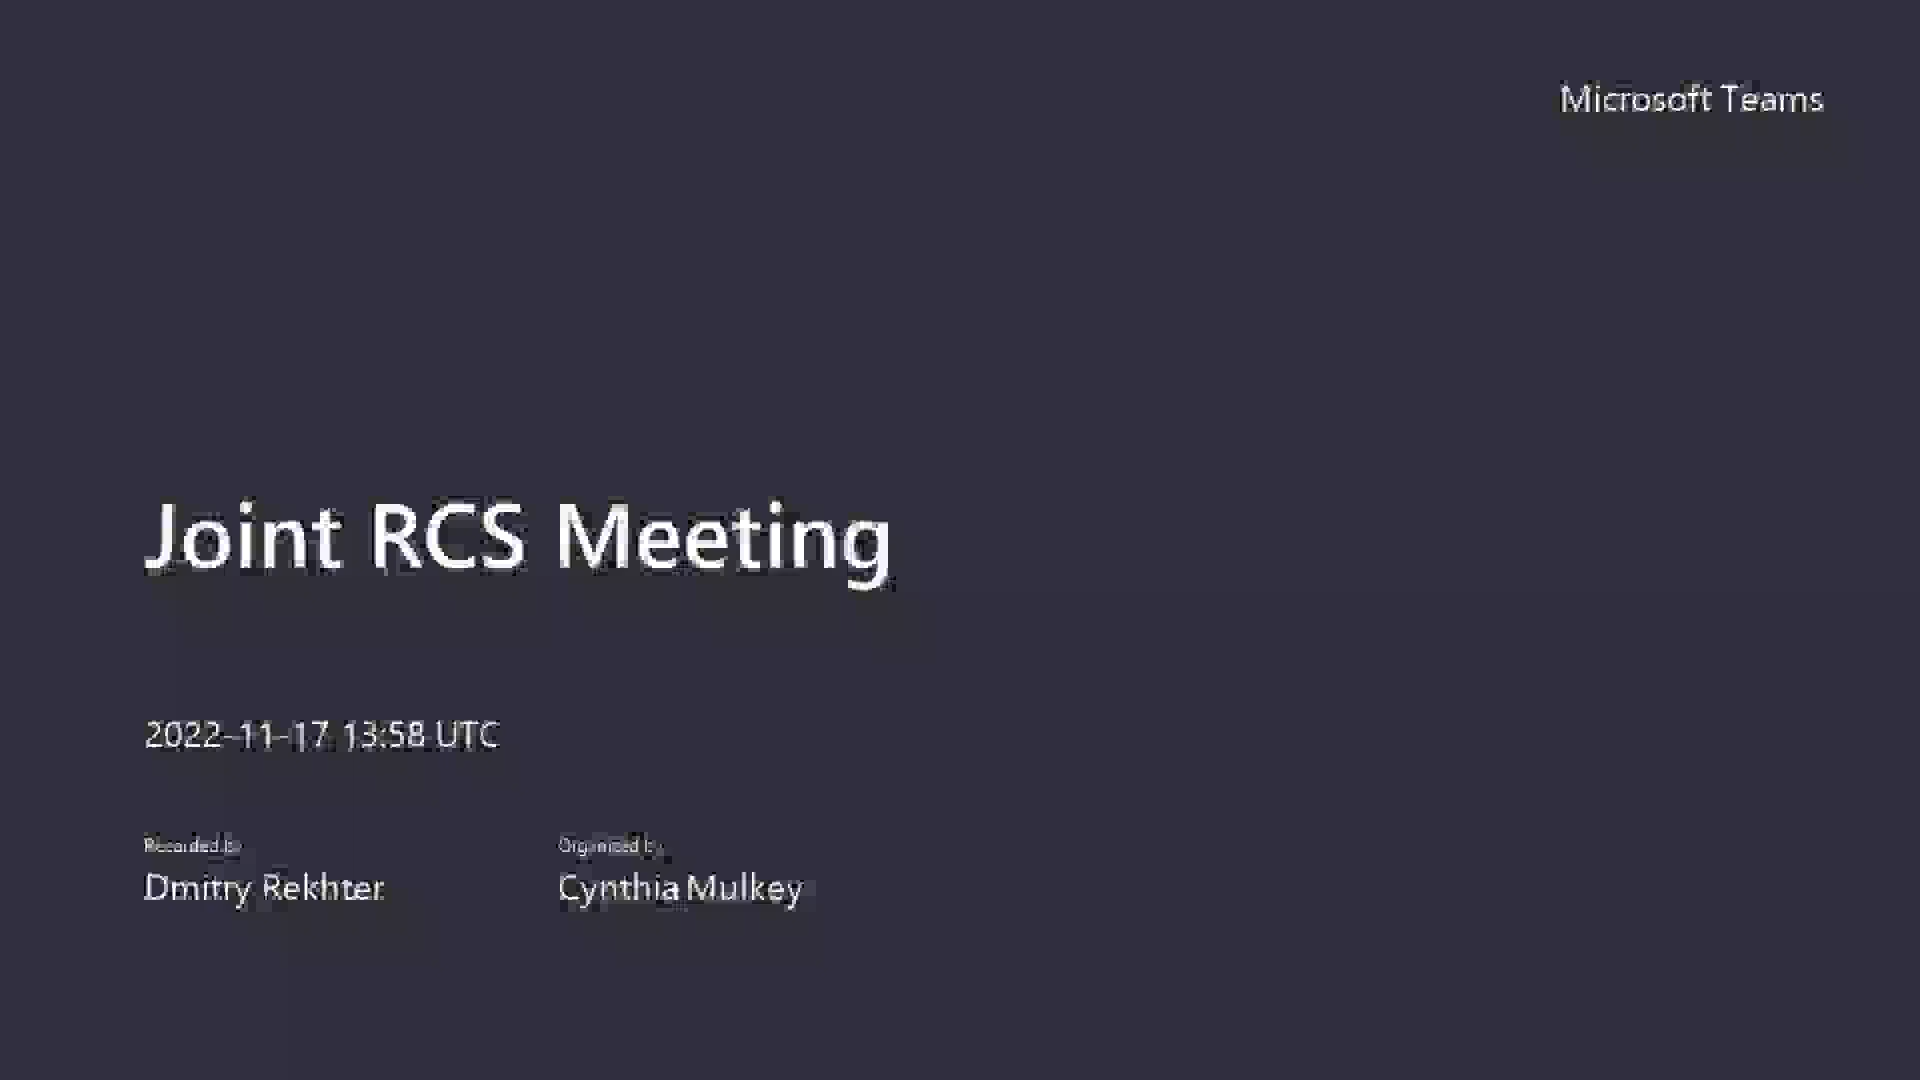 Microsoft Teams
Joint RCS Meeting
2022-11-17 13:58 UTC
Recorded by
Organized by
Dmitry Rekhter
Cynthia Mulkey